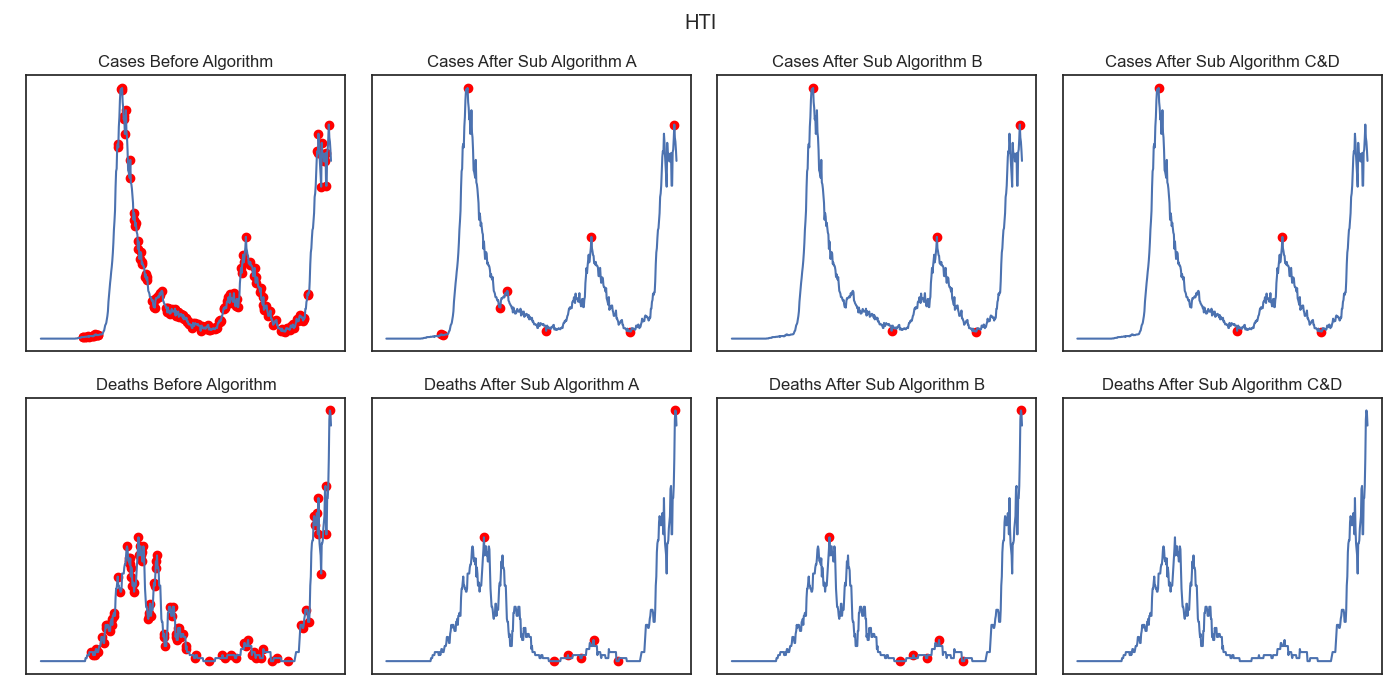 HTI
Cases Before Algorithm
Cases After Sub Algorithm A
Cases After Sub Algorithm B
Cases After Sub Algorithm C&D
Deaths Before Algorithm
Deaths After Sub Algorithm A
Deaths After Sub Algorithm B
Deaths After Sub Algorithm C&D